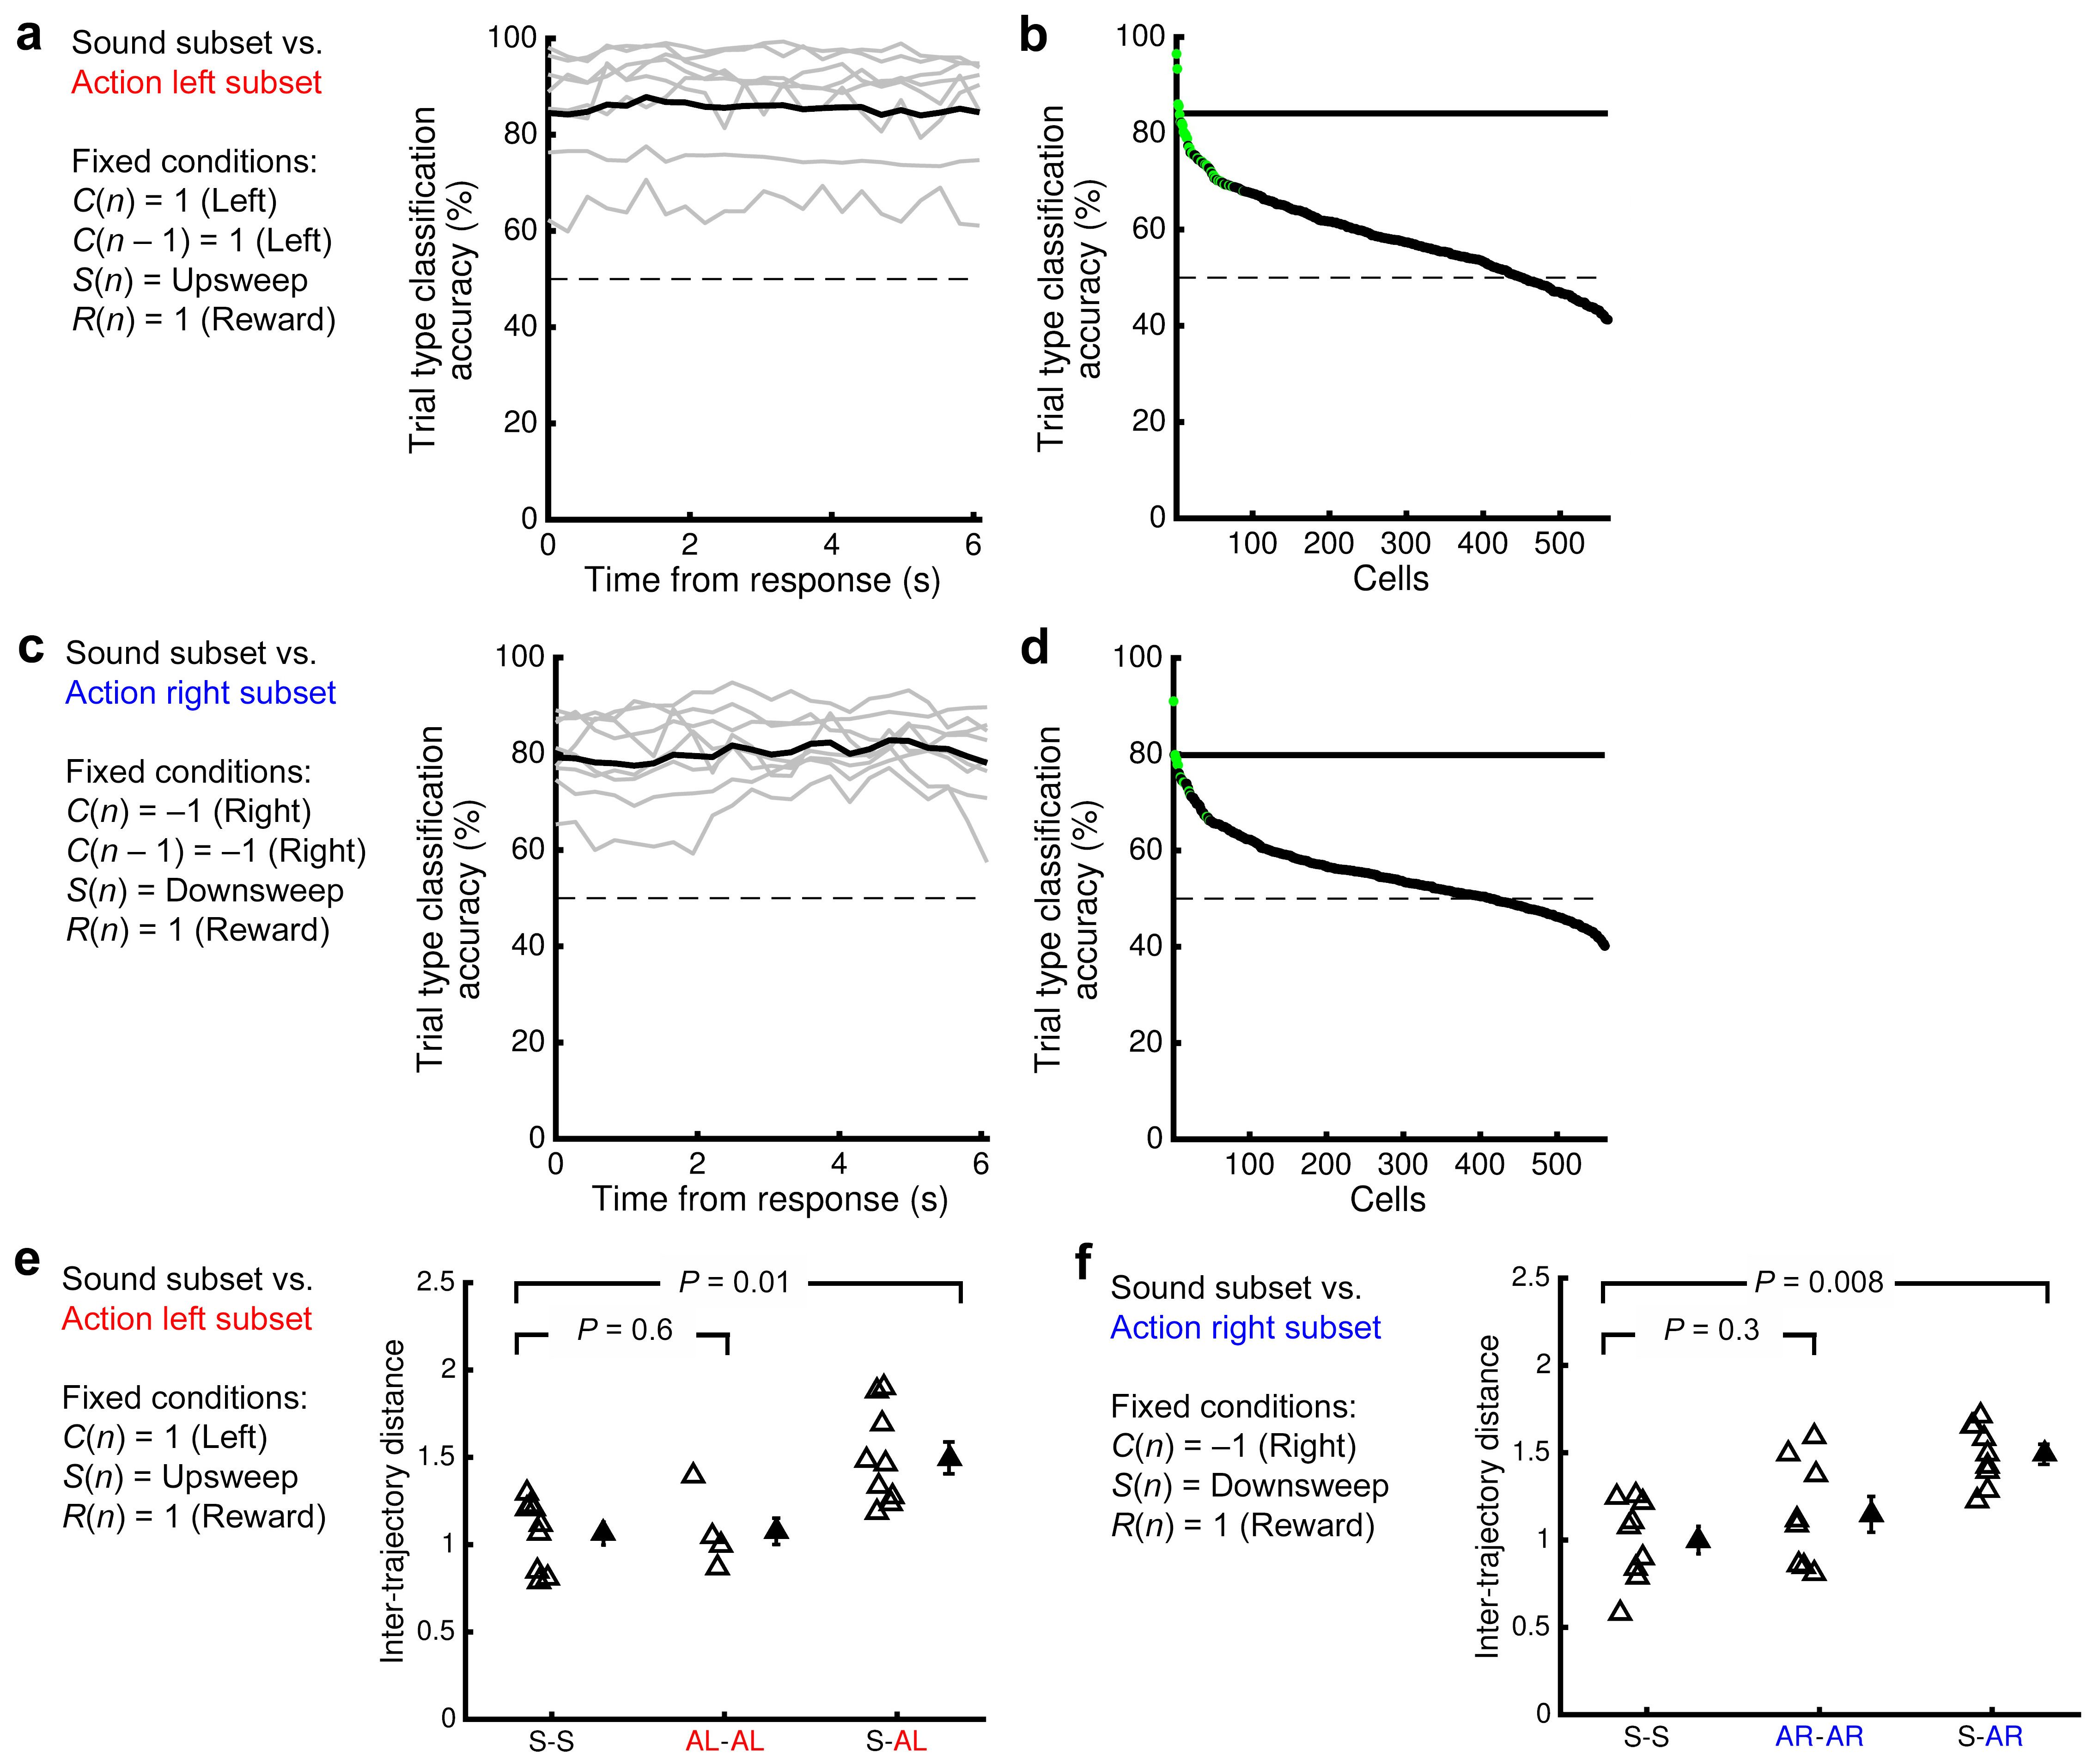 a
Sound subset vs.
Action left subset
Fixed conditions:
C(n) = 1 (Left)
C(n – 1) = 1 (Left)
S(n) = Upsweep
R(n) = 1 (Reward)
Trial type classification
accuracy (%)
100
80
60
40
20
0
0 2 4 6
Time from response (s)
b
Trial type classification
accuracy (%)
100
80
60
40
20
0
100 200 300 400 500
Cells
c
Sound subset vs.
Action right subset
Fixed conditions:
C(n) = –1 (Right)
C(n – 1) = –1 (Right)
S(n) = Downsweep
R(n) = 1 (Reward)
Trial type classification
accuracy (%)
100
80
60
40
20
0
0 2 4 6
Time from response (s)
d
Trial type classification
accuracy (%)
100
80
60
40
20
0
100 200 300 400 500
Cells
e
Sound subset vs.
Action left subset
Fixed conditions:
C(n) = 1 (Left)
S(n) = Upsweep
R(n) = 1 (Reward)
Inter-trajectory distance
2.5
2
1.5
1
0.5
0
P = 0.01
P = 0.6
S-S AL-AL S-AL
f
Sound subset vs.
Action right subset
Fixed conditions:
C(n) = –1 (Right)
S(n) = Downsweep
R(n) = 1 (Reward)
Inter-trajectory distance
2.5
2
1.5
1
0.5
0
P = 0.008
P = 0.3
S-S AR-AR S-AR